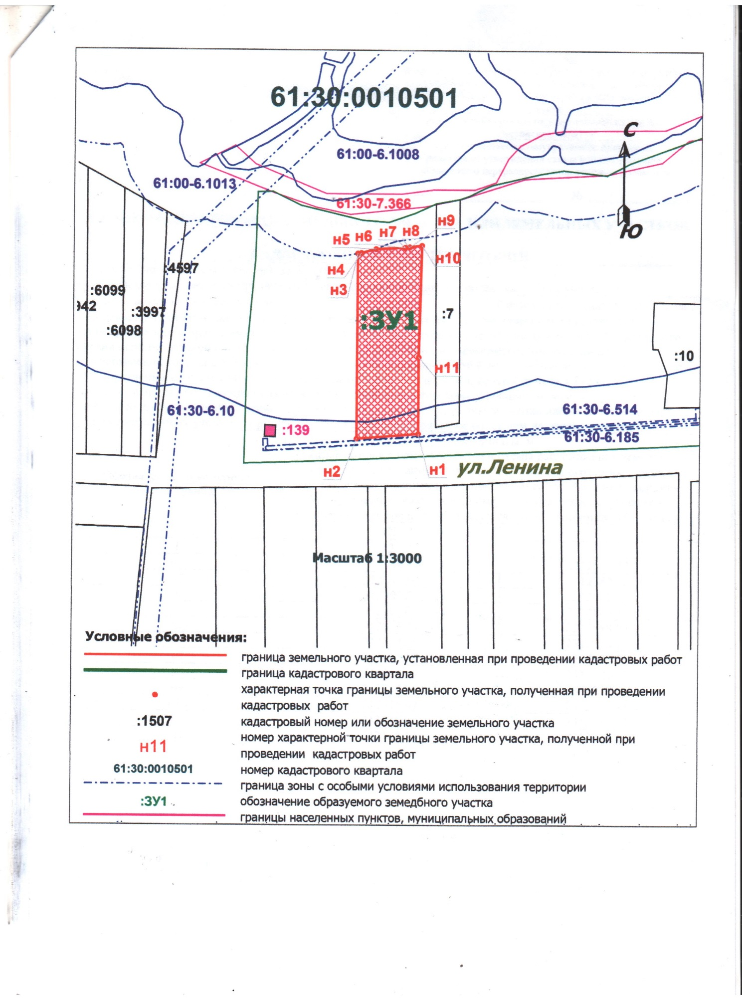 61:30:0010501
С
61:00-6.1008
61:00-6.1013
61:30-7.366
Ю
н9
н8
н7
н6
н5
н10
:4597
н4
н3
:6099
942
:3997
:7
:ЗУ1
:6098
:10
н11
61:30-6.10
61:30-6.514
:139
61:30-6.185
н2
н1
ул.Ленина
Масштаб 1:3000
Условные обозначения:
граница земельного участка, установленная при проведении кадастровых работ
граница кадастрового квартала
характерная точка границы земельного участка, полученная при проведении
кадастровых работ
:1507 кадастровый номер или обозначение земельного участка
н11 номер характерной точки границы земельного участка, полученной при
проведении кадастровых работ
61:30:0010501 номер кадастрового квартала
граница зоны с особыми условиями использования территории
:ЗУ1 обозначение образуемого земедбного участка
границы населенных пунктов, муниципальных образований